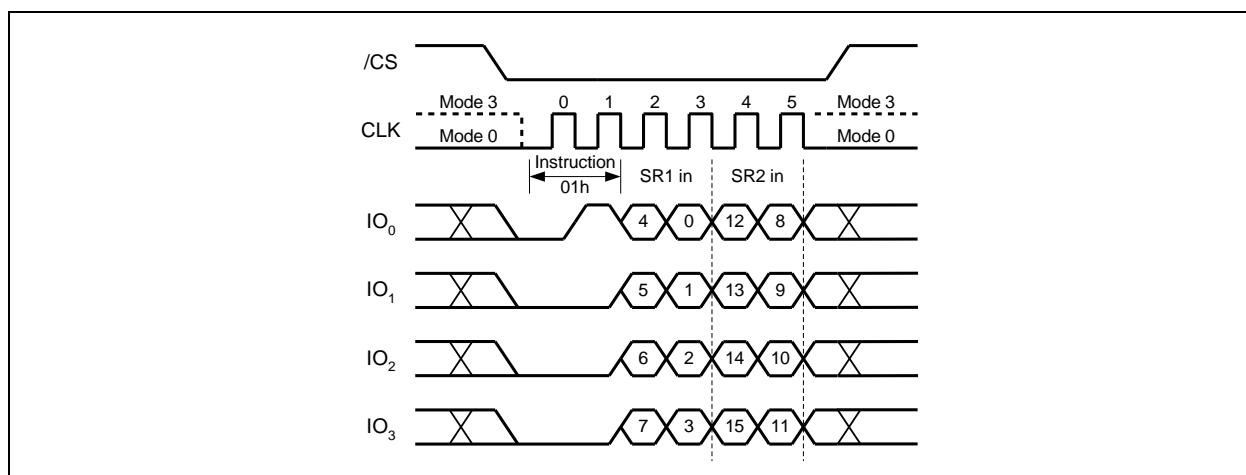 /CS
Mode 3 0 1 2 3 4 5 Mode 3
CLK
Mode 0 Mode 0
Instruction
01h
SR1 in SR2 in
IO0 4 0 12 8
IO1 5 1 13 9
IO2 6 2 14 10
IO3 7 3 15 11